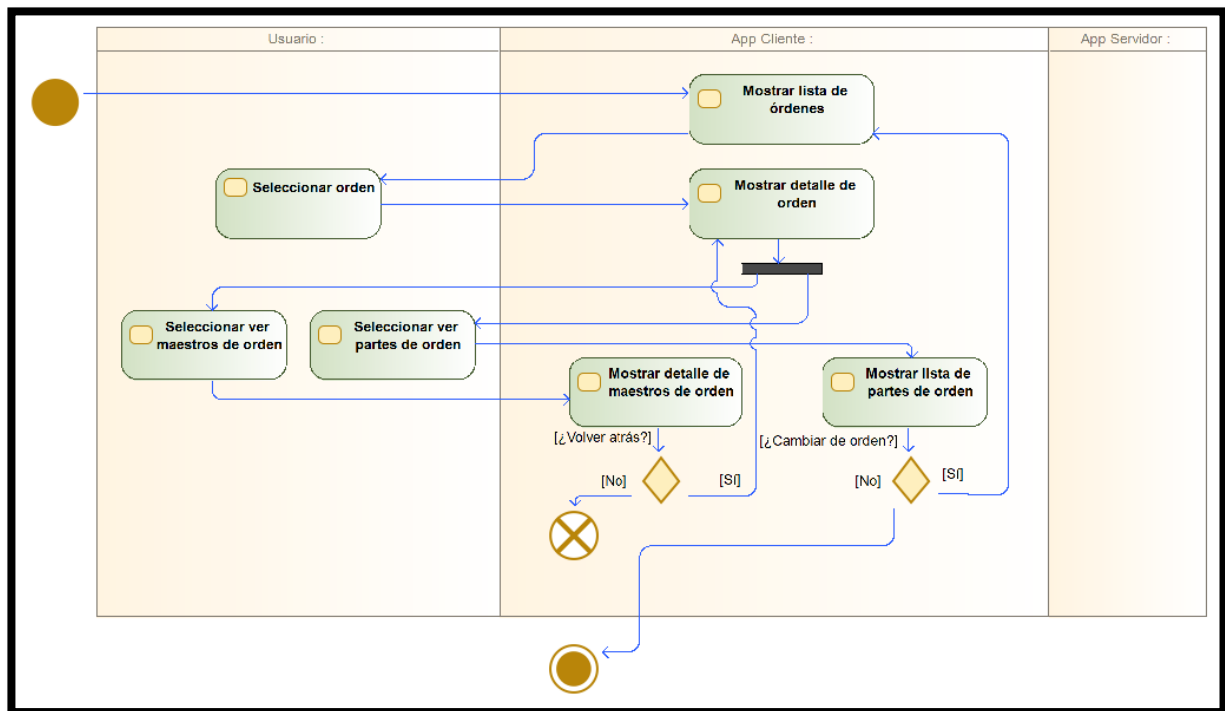 Usuario :
App Cliente :
App Servidor :
Mostrar lista de
órdenes
Seleccionar orden
Mostrar detalle de
orden
Seleccionar ver
maestros de orden
Seleccionar ver
partes de orden
Mostrar detalle de
maestros de orden
Mostrar lista de
partes de orden
[¿Volver atrás?]
[¿Cambiar de orden?]
[No]
[Sí]
[No]
[Sí]